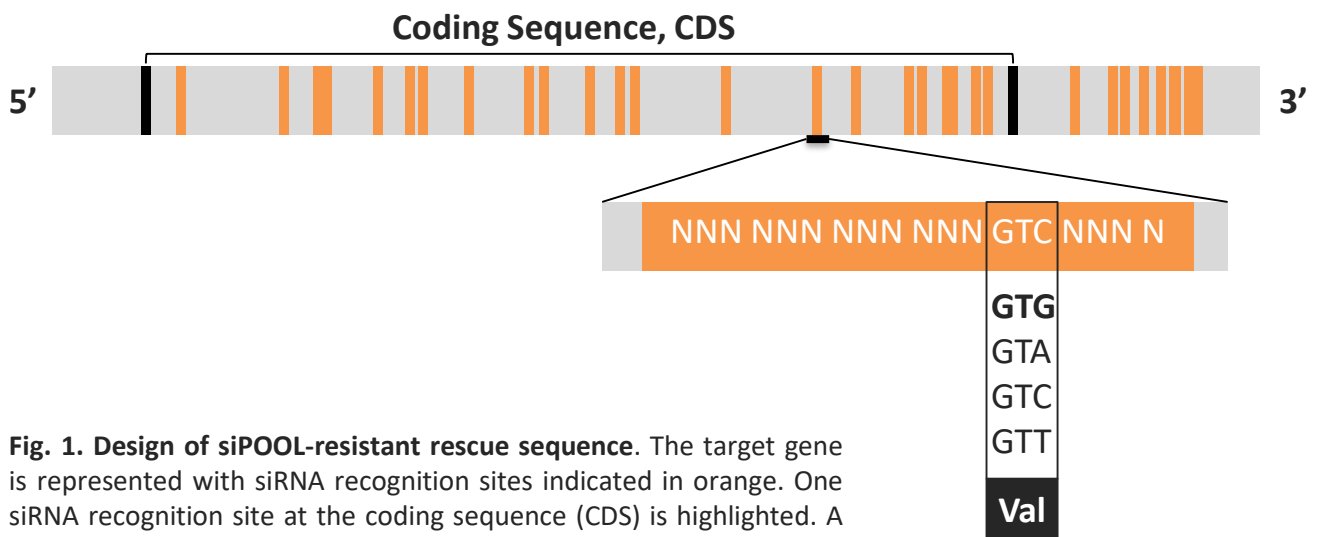 Coding Sequence, CDS
5’
3’
NNN NNN NNN NNN GTC NNN N
GTG
GTA
GTC
GTT
Val
Fig. 1. Design of siPOOL-resistant rescue sequence. The target gene
is represented with siRNA recognition sites indicated in orange. One
siRNA recognition site at the coding sequence (CDS) is highlighted. A